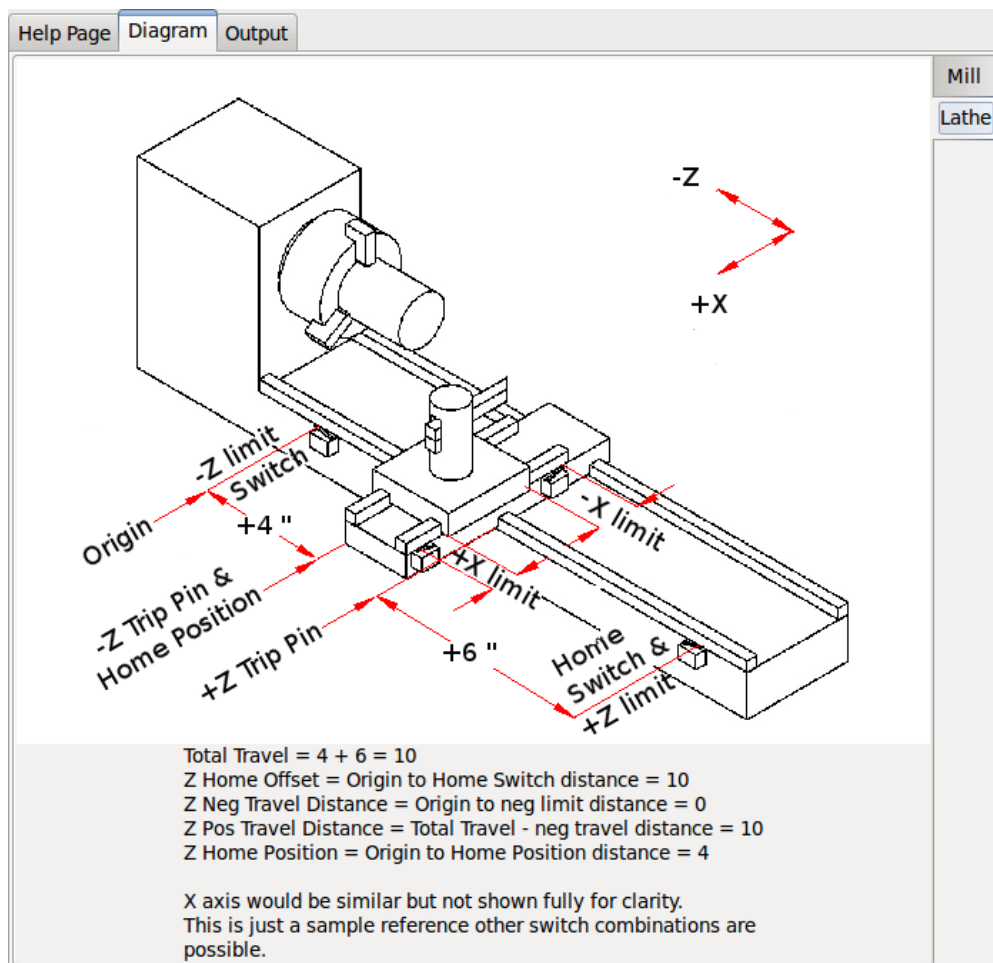 Help Page
Diagram
Output
Mill
Lathe
-Z
+X
-Z limit
Switch
Origin
+4 "
-X limit
+X limit
-Z Trip Pin &
Home Position
+Z Trip Pin
+6 "
Home
Switch &
+Z limit
Total Travel = 4 + 6 = 10
Z Home Offset = Origin to Home Switch distance = 10
Z Neg Travel Distance = Origin to neg limit distance = 0
Z Pos Travel Distance = Total Travel - neg travel distance = 10
Z Home Position = Origin to Home Position distance = 4
X axis would be similar but not shown fully for clarity.
This is just a sample reference other switch combinations are
possible.